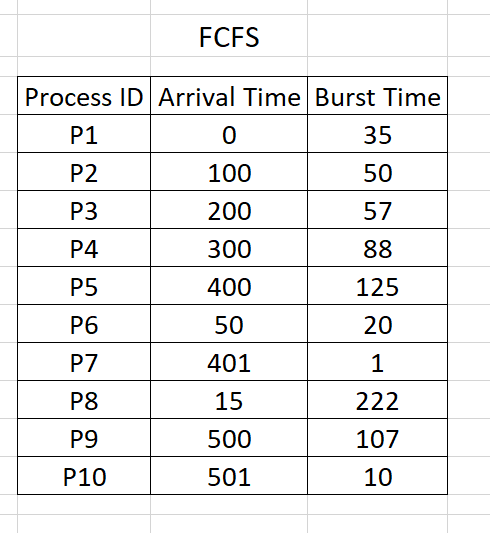 FCFS
Process ID Arrival Time Burst Time
P1 0 35
P2 100 50
P3 200 57
P4 300 88
P5 400 125
P6 50 20
P7 401 1
P8 15 222
P9 500 107
P10 501 10